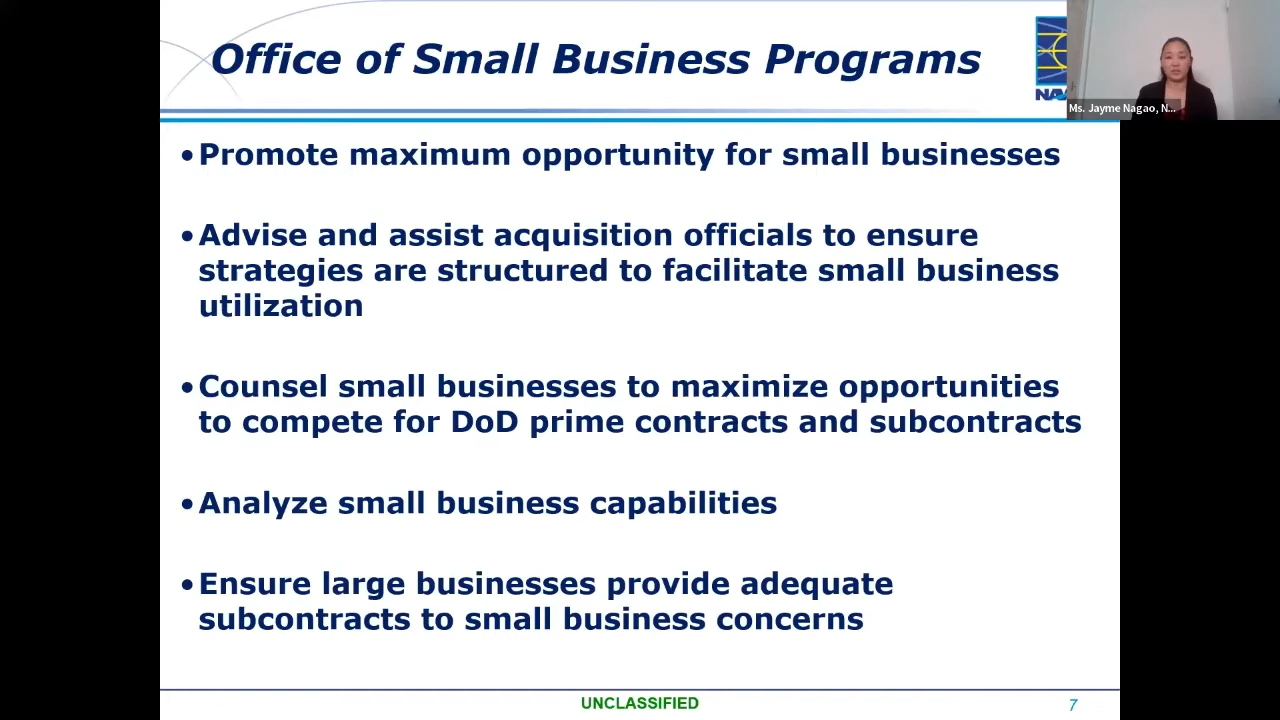 Office of Small Business Programs
NA
Ms. Jayme Nagao, N...
•Promote maximum opportunity for small businesses
•Advise and assist acquisition officials to ensure
strategies are structured to facilitate small business
utilization
•Counsel small businesses to maximize opportunities
to compete for DoD prime contracts and subcontracts
•Analyze small business capabilities
•Ensure large businesses provide adequate
subcontracts to small business concerns
UNCLASSIFIED
7